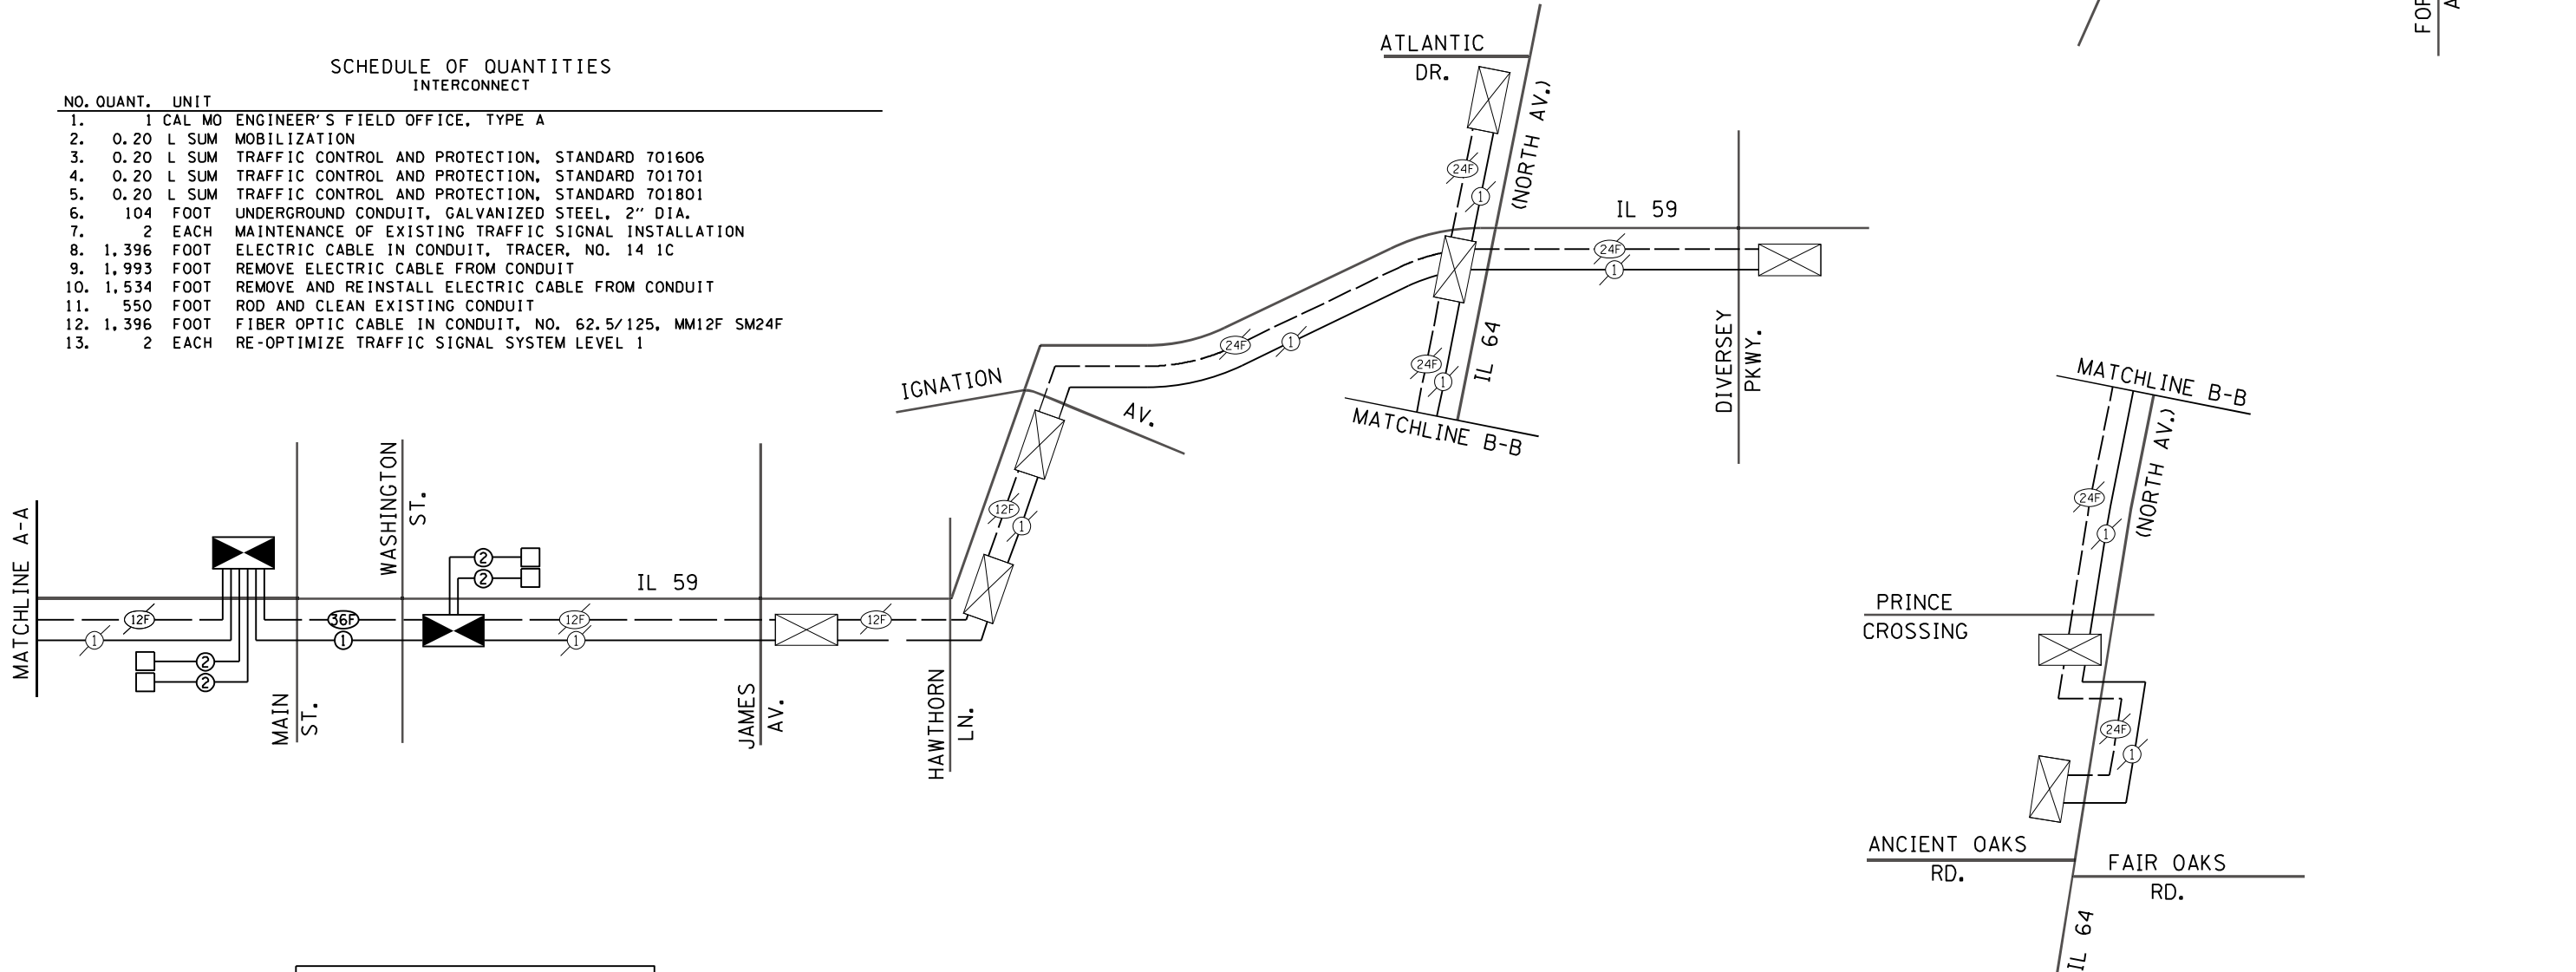 SCHEDULE OF QUANTITIES
INTERCONNECT
NO. QUANT. UNIT
1. 1 CAL MO ENGINEER'S FIELD OFFICE, TYPE A
2. 0.20 L SUM MOBILIZATION
3. 0.20 L SUM TRAFFIC CONTROL AND PROTECTION, STANDARD 701606
4. 0.20 L SUM TRAFFIC CONTROL AND PROTECTION, STANDARD 701701
5. 0.20 L SUM TRAFFIC CONTROL AND PROTECTION, STANDARD 701801
6. 104 FOOT UNDERGROUND CONDUIT, GALVANIZED STEEL, 2" DIA.
7. 2 EACH MAINTENANCE OF EXISTING TRAFFIC SIGNAL INSTALLATION
8. 1,396 FOOT ELECTRIC CABLE IN CONDUIT, TRACER, NO. 14 1C
9. 1,993 FOOT REMOVE ELECTRIC CABLE FROM CONDUIT
10. 1,534 FOOT REMOVE AND REINSTALL ELECTRIC CABLE FROM CONDUIT
11. 550 FOOT ROD AND CLEAN EXISTING CONDUIT
12. 1,396 FOOT FIBER OPTIC CABLE IN CONDUIT, NO. 62.5/125, MM12F SM24F
13. 2 EACH RE-OPTIMIZE TRAFFIC SIGNAL SYSTEM LEVEL 1
MATCHLINE A-A
12F
1
2
2
MAIN
ST.
36F
1
WASHINGTON
ST.
2
2
IL 59
12F
1
JAMES
AV.
12F
HAWTHORN
LN.
12F
1
IGNATION
AV.
24F
1
ATLANTIC
DR.
24F
1
(NORTH AV.)
IL 59
24F
1
24F
1
IL 64
MATCHLINE B-B
DIVERSEY
PKWY.
FOR
MATCHLINE B-B
24F
1
(NORTH AV.)
PRINCE
CROSSING
24F
1
ANCIENT OAKS
RD.
FAIR OAKS
RD.
IL 64